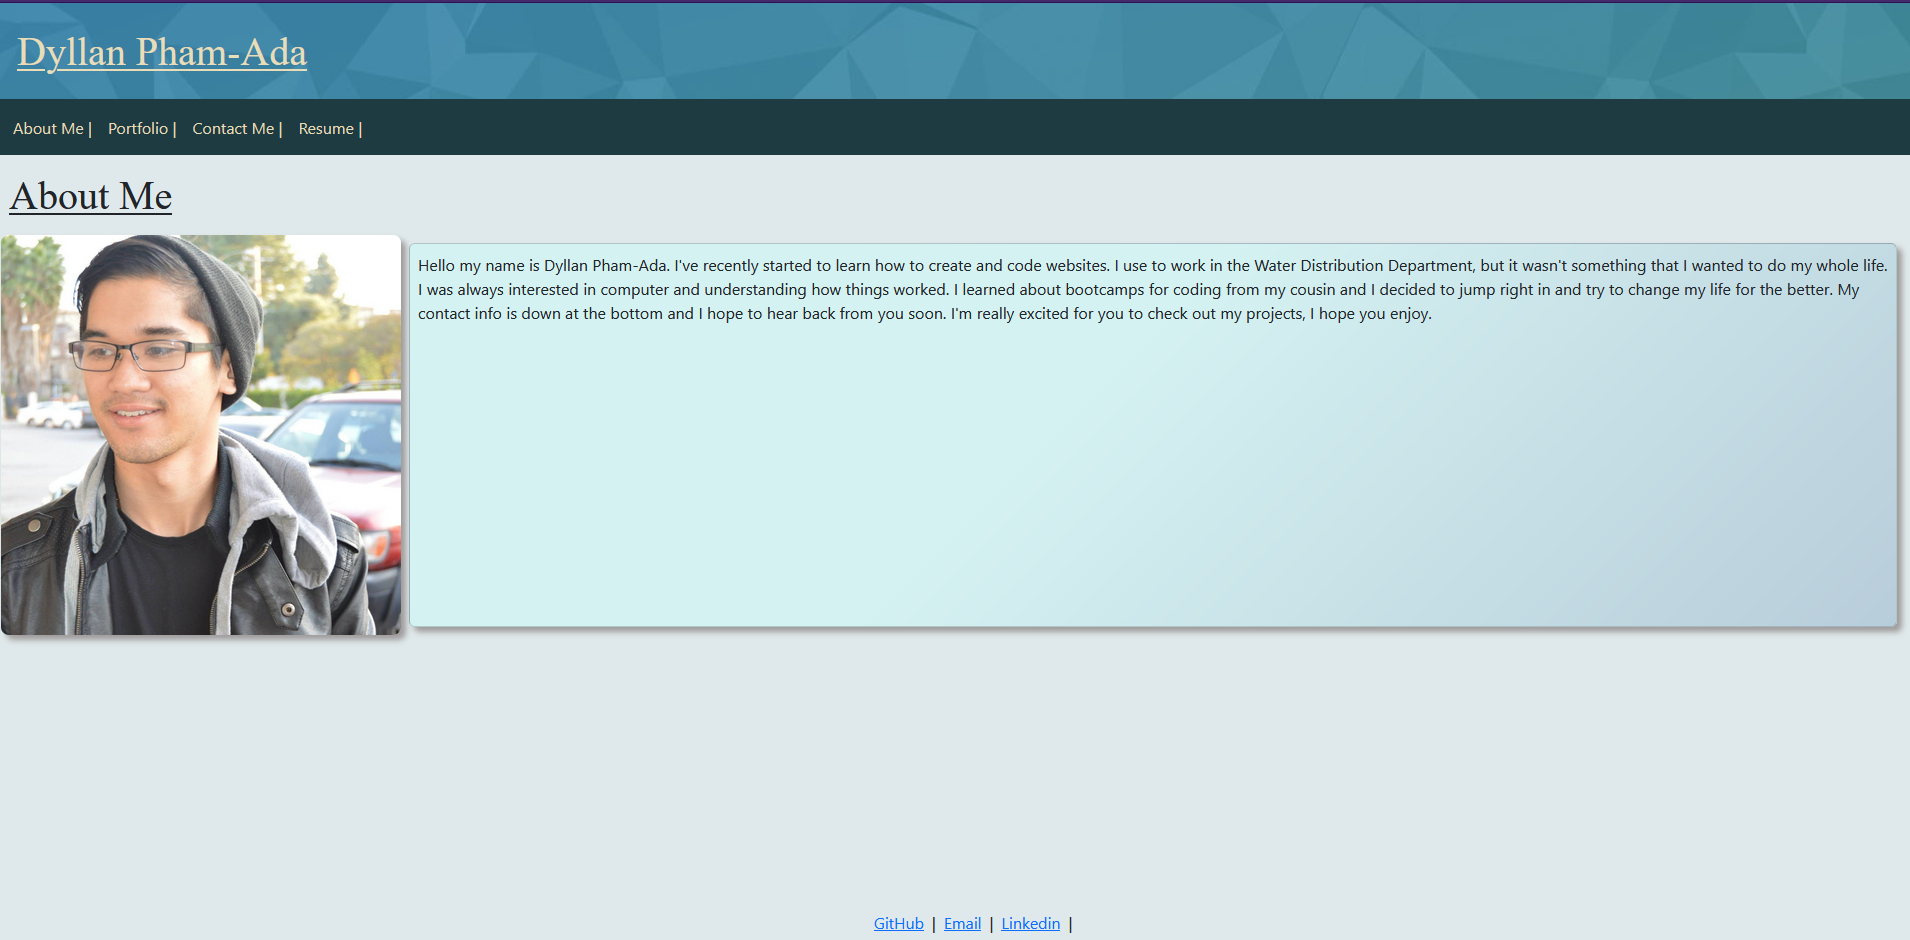 Dyllan Pham-Ada
About Me | Portfolio | Contact Me | Resume |
About Me
Hello my name is Dyllan Pham-Ada. I've recently started to learn how to create and code websites. I use to work in the Water Distribution Department, but it wasn't something that I wanted to do my whole life.
I was always interested in computer and understanding how things worked. I learned about bootcamps for coding from my cousin and I decided to jump right in and try to change my life for the better. My
contact info is down at the bottom and I hope to hear back from you soon. I'm really excited for you to check out my projects, I hope you enjoy.
GitHub | Email | Linkedin |